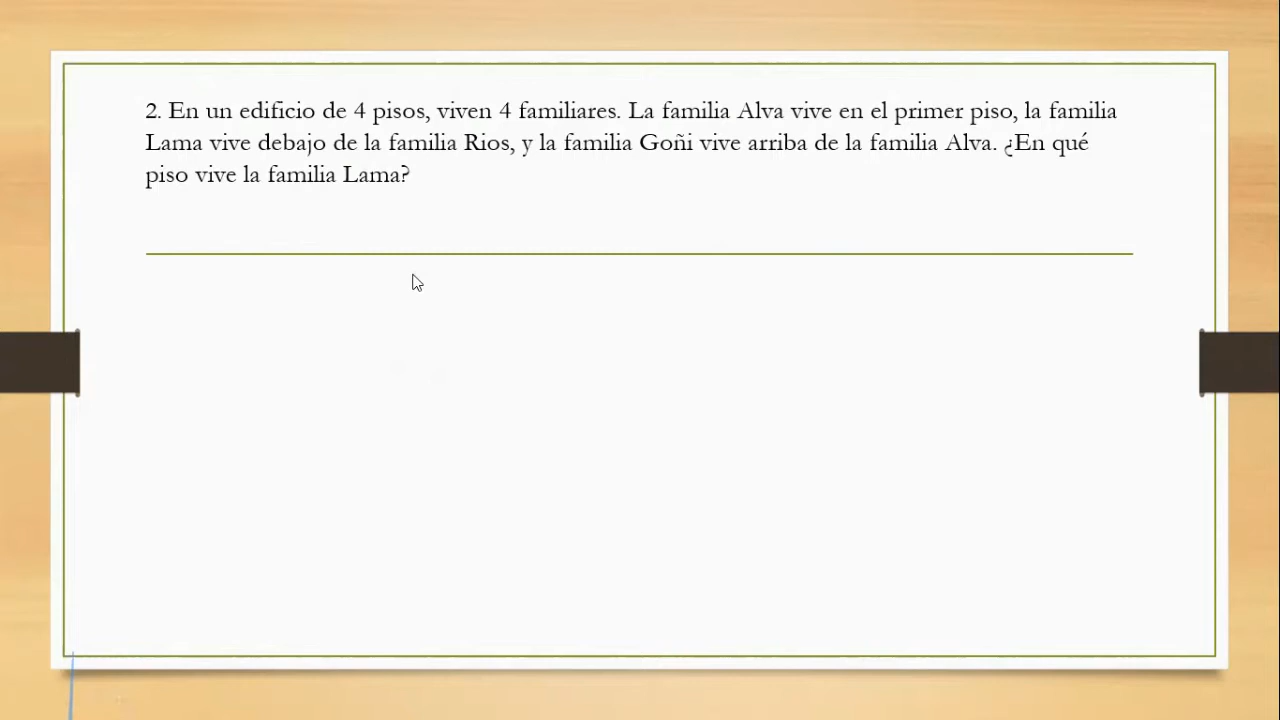 2. En un edificio de 4 pisos, viven 4 familiares. La familia Alva vive en el primer piso, la familia
Lama vive debajo de la familia Rios, y la familia Goñi vive arriba de la familia Alva. ¿En qué
piso vive la familia Lama?